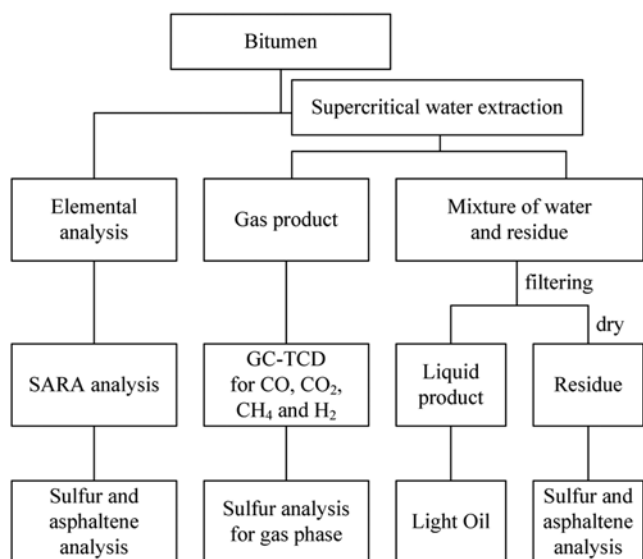 Bitumen
Supercritical water extraction
Elemental
analysis
Gas product
Mixture of water
and residue
filtering
dry
SARA analysis
GC-TCD
for CO, CO₂,
CH₄ and H₂
Liquid
product
Residue
Sulfur and
asphaltene
analysis
Sulfur analysis
for gas phase
Light Oil
Sulfur and
asphaltene
analysis